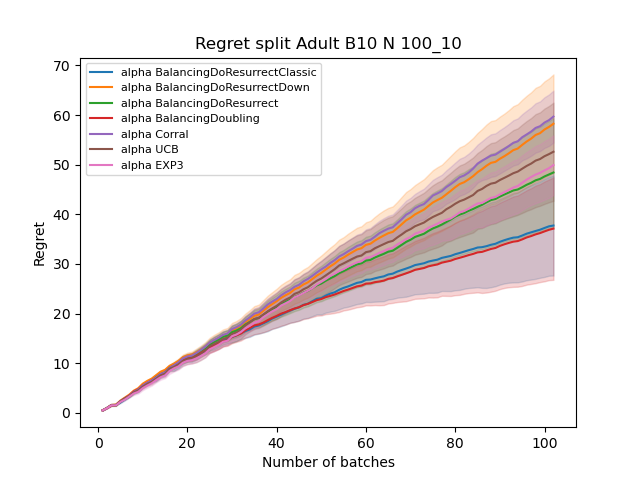 Regret split Adult B10 N 100_10
alpha BalancingDoResurrectClassic
alpha BalancingDoResurrectDown
alpha BalancingDoResurrect
alpha BalancingDoubling
alpha Corral
alpha UCB
alpha EXP3
Regret
70
60
50
40
30
20
10
0
0 20 40 60 80 100
Number of batches